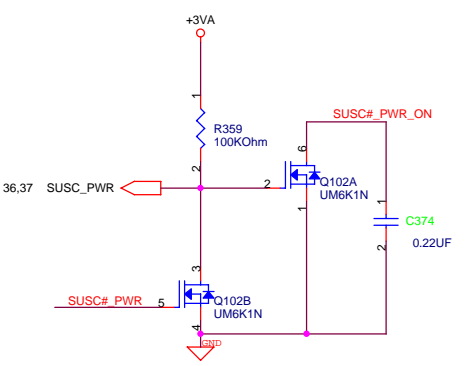 +3VA
1
R359
100KOhm
2
SUSC#_PWR_ON
6
36,37 SUSC_PWR
2
Q102A
UM6K1N
1
1
C374
0.22UF
2
3
SUSC#_PWR 5
Q102B
UM6K1N
4
GND